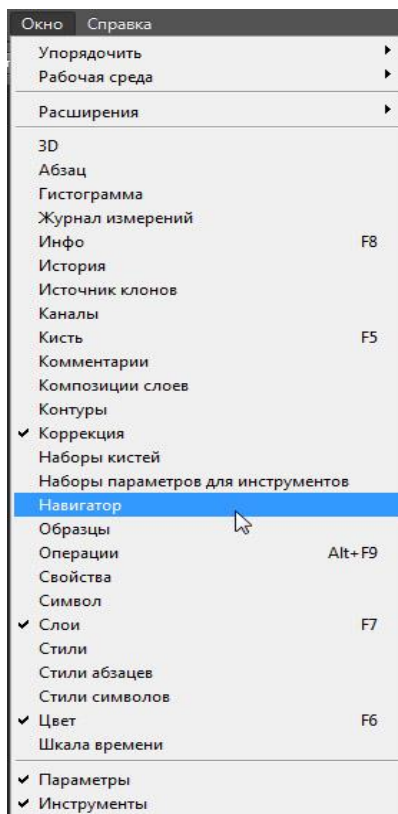 Окно Справка
Упорядочить
Рабочая среда
Расширения
3D
Абзац
Гистограмма
Журнал измерений
Инфо F8
История
Источник клонов
Каналы
Кисть F5
Комментарии
Композиции слоев
Контуры
Коррекция
Наборы кистей
Наборы параметров для инструментов
Навигатор
Образцы
Операции Alt+F9
Свойства
Символ
Слои F7
Стили
Стили абзацев
Стили символов
Цвет F6
Шкала времени
Параметры
Инструменты